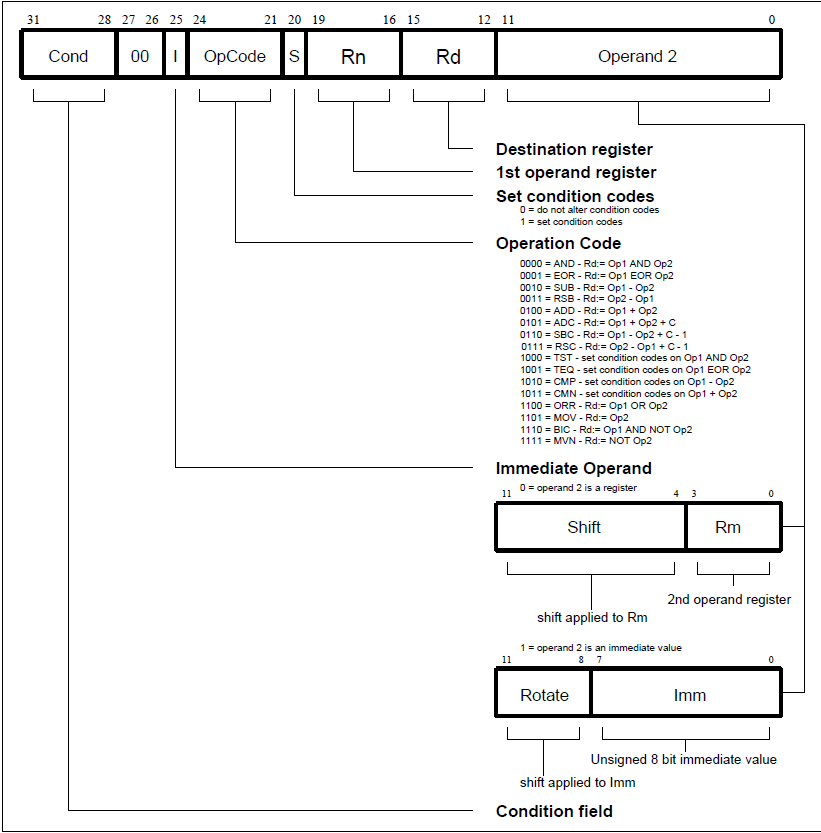 31 28 27 26 25 24 21 20 19 16 15 12 11 0
Cond 00 I OpCode S Rn Rd Operand 2
Destination register
1st operand register
Set condition codes
0 = do not alter condition codes
1 = set condition codes
Operation Code
0000 = AND - Rd:= Op1 AND Op2
0001 = EOR - Rd:= Op1 EOR Op2
0010 = SUB - Rd:= Op1 - Op2
0011 = RSB - Rd:= Op2 - Op1
0100 = ADD - Rd:= Op1 + Op2
0101 = ADC - Rd:= Op1 + Op2 + C
0110 = SBC - Rd:= Op1 - Op2 + C - 1
0111 = RSC - Rd:= Op2 - Op1 + C - 1
1000 = TST - set condition codes on Op1 AND Op2
1001 = TEQ - set condition codes on Op1 EOR Op2
1010 = CMP - set condition codes on Op1 - Op2
1011 = CMN - set condition codes on Op1 + Op2
1100 = ORR - Rd:= Op1 OR Op2
1101 = MOV - Rd:= Op2
1110 = BIC - Rd:= Op1 AND NOT Op2
1111 = MVN - Rd:= NOT Op2
Immediate Operand
0 = operand 2 is a register
11 4 3 0
Shift Rm
2nd operand register
shift applied to Rm
1 = operand 2 is an immediate value
11 8 7 0
Rotate Imm
Unsigned 8 bit immediate value
shift applied to Imm
Condition field